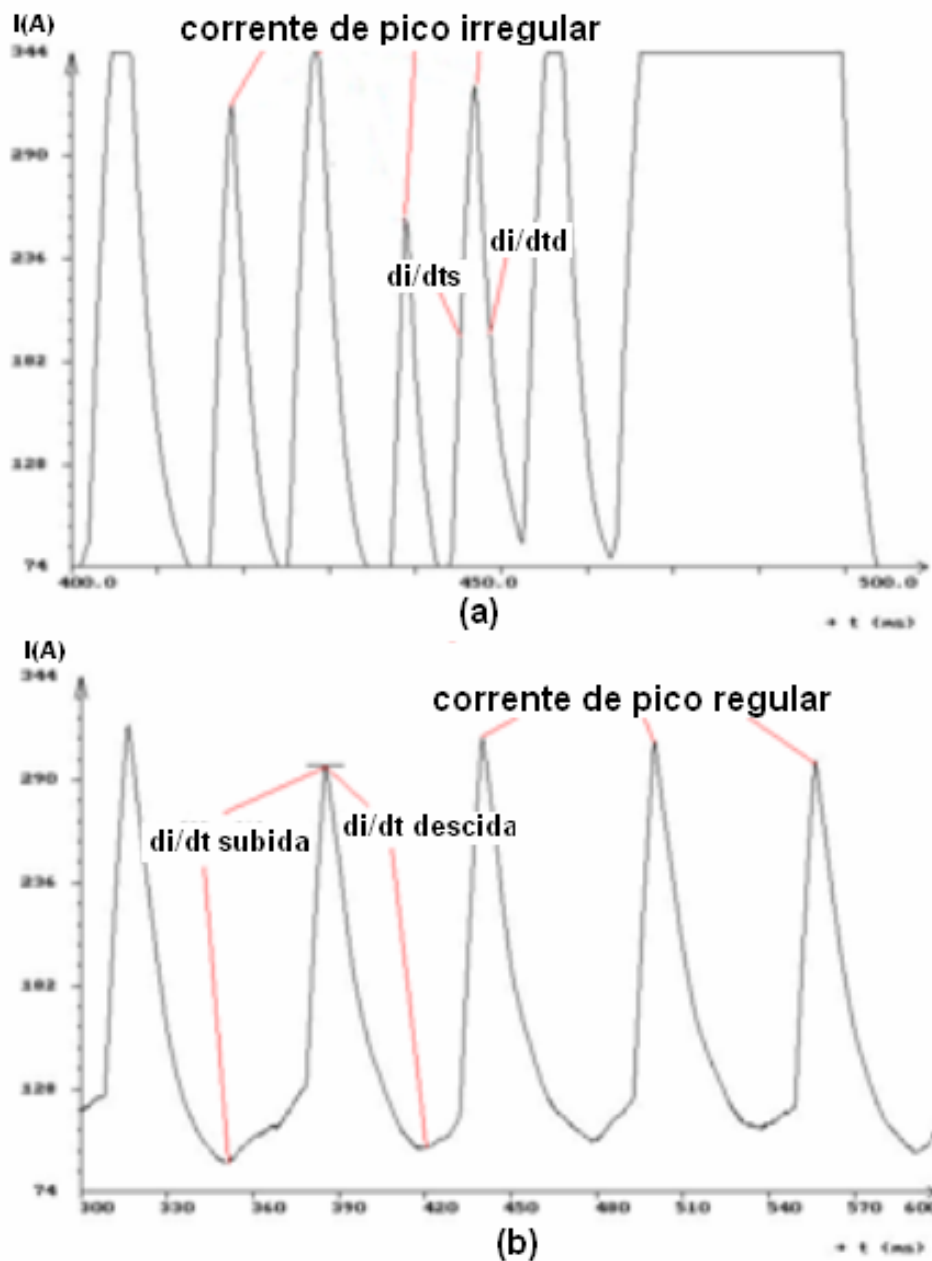 I(A)
corrente de pico irregular
344
290
di/dtd
236
di/dts
182
128
74
400.0 450.0 500.0
(a)
→ t (ms)
I(A)
344
corrente de pico regular
290
di/dt subida di/dt descida
236
182
128
74
300 330 360 390 420 450 480 510 540 570 600
(b)
→ t (ms)